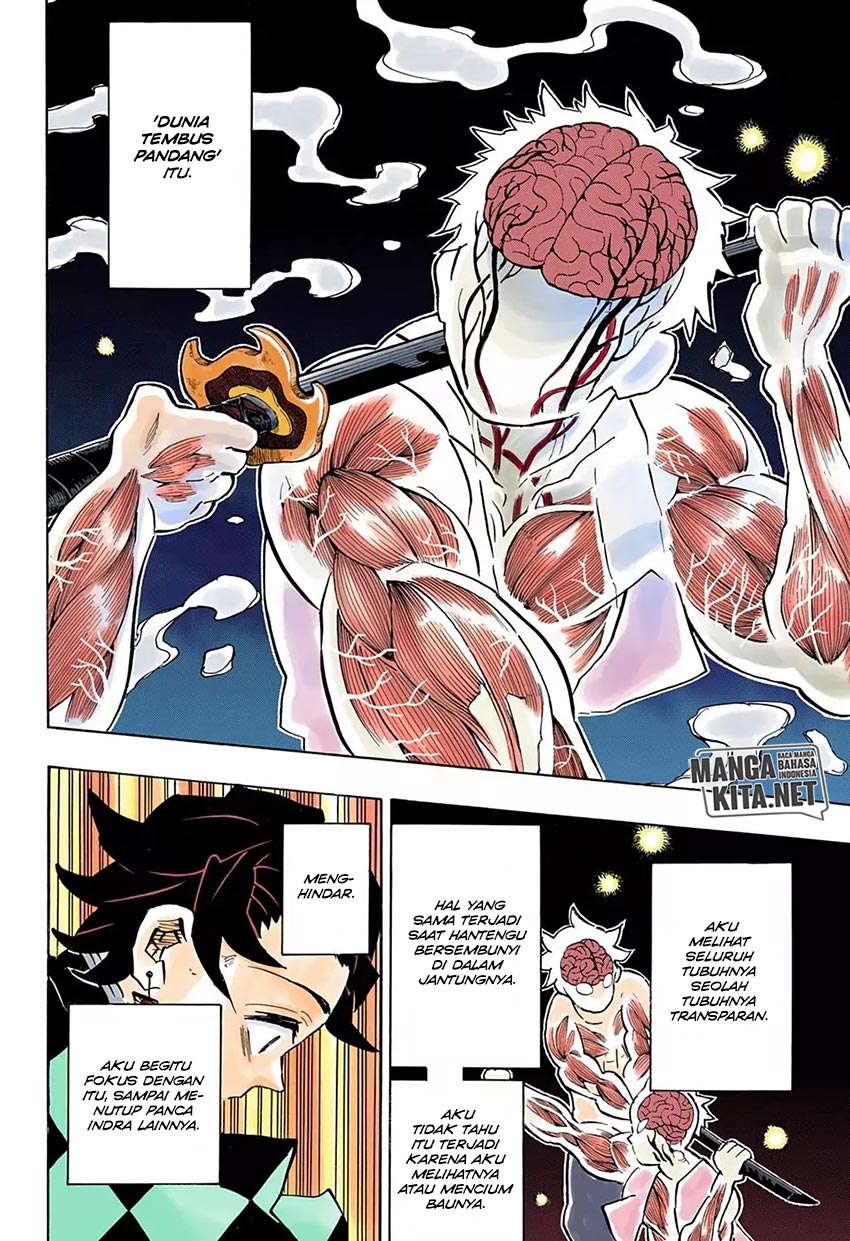 'DUNIA
TEMBUS
PANDANG'
ITU.
MANGA
KITA.NET
BACA MANGA
BAHASA
INDONESIA
AKU
MELIHAT
SELURUH
TUBUHNYA
SEOLAH
TUBUHNYA
TRANSPARAN.
HAL YANG
SAMA TERJADI
SAAT HANTENGU
BERSEMBUNYI
DI DALAM
JANTUNGNYA.
AKU
TIDAK TAHU
ITU TERJADI
KARENA AKU
MELIHATNYA
ATAU MENCIUM
BAUNYA.
MENG-
HINDAR.
AKU BEGITU
FOKUS DENGAN
ITU, SAMPAI ME-
NUTUP PANCA
INDRA LAINNYA.